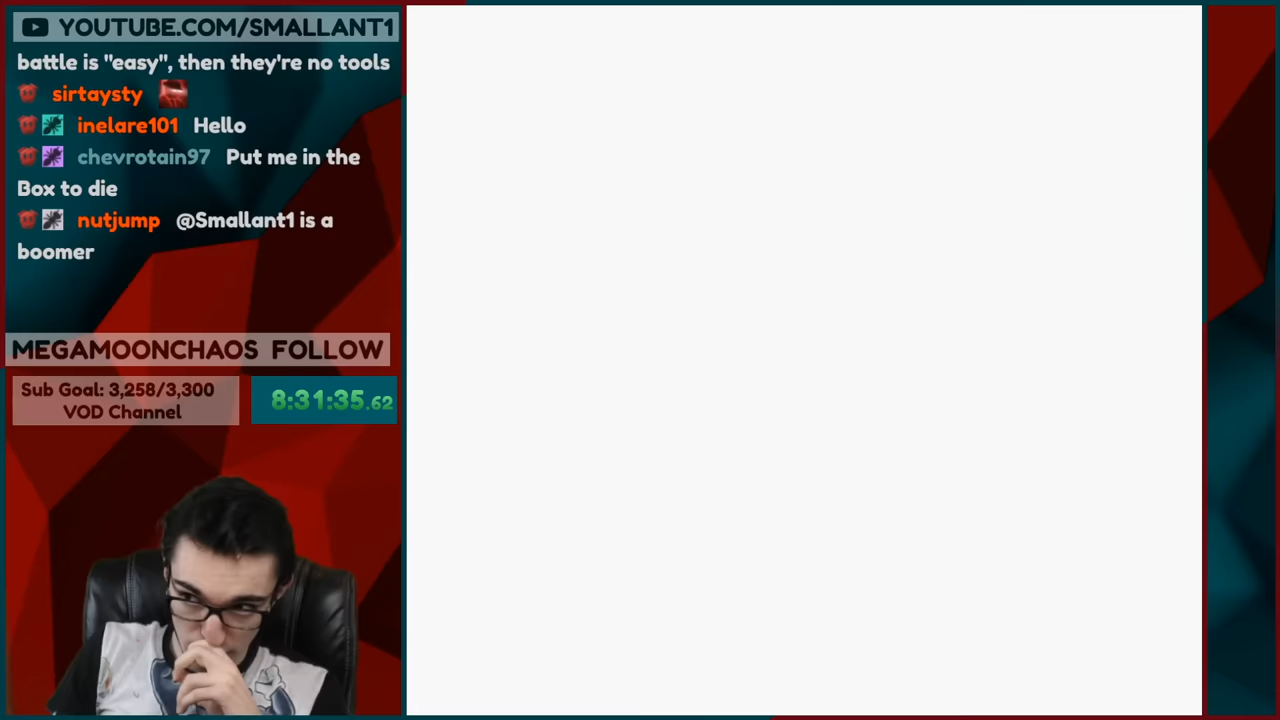 YOUTUBE.COM/SMALLANT1
battle is "easy", then they're no tools
sirtaysty
inelare101 Hello
chevrotain97 Put me in the
Box to die
nutjump @Smallant1 is a
boomer
MEGAMOONCHAOS FOLLOW
Sub Goal: 3,258/3,300
VOD Channel
8:31:35.62